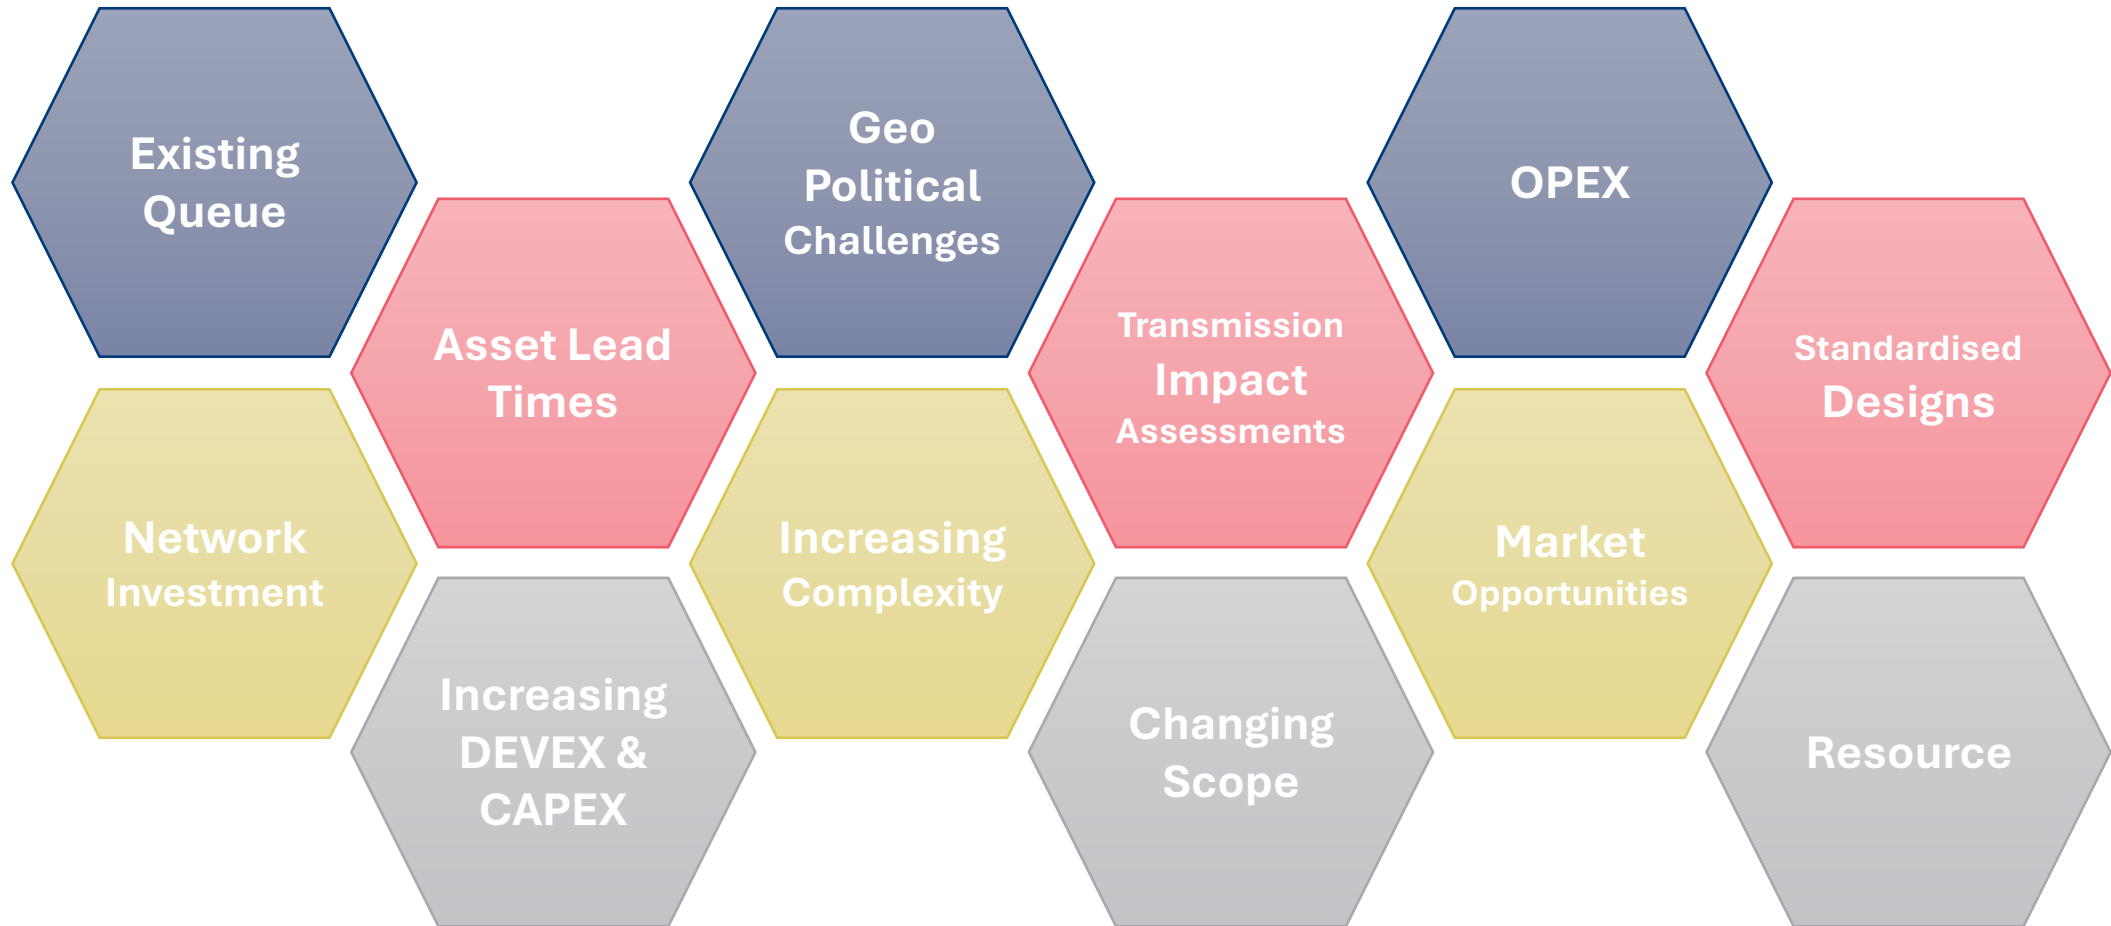 Existing
Queue
Geo
Political
Challenges
OPEX
Asset Lead
Times
Transmission
Impact
Assessments
Standardised
Designs
Network
Investment
Increasing
Complexity
Market
Opportunities
Increasing
DEVEX &
CAPEX
Changing
Scope
Resource